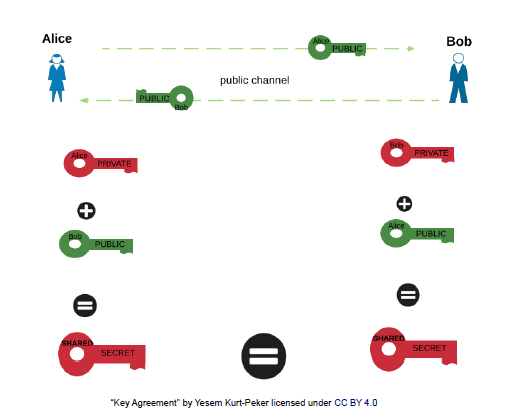 Alice
Bob
Alice
PUBLIC
public channel
PUBLIC
Bob
Alice
PRIVATE
Bob
PRIVATE
Bob
PUBLIC
Alice
PUBLIC
SHARED
SECRET
SHARED
SECRET
"Key Agreement" by Yesem Kurt-Peker licensed under CC BY 4.0